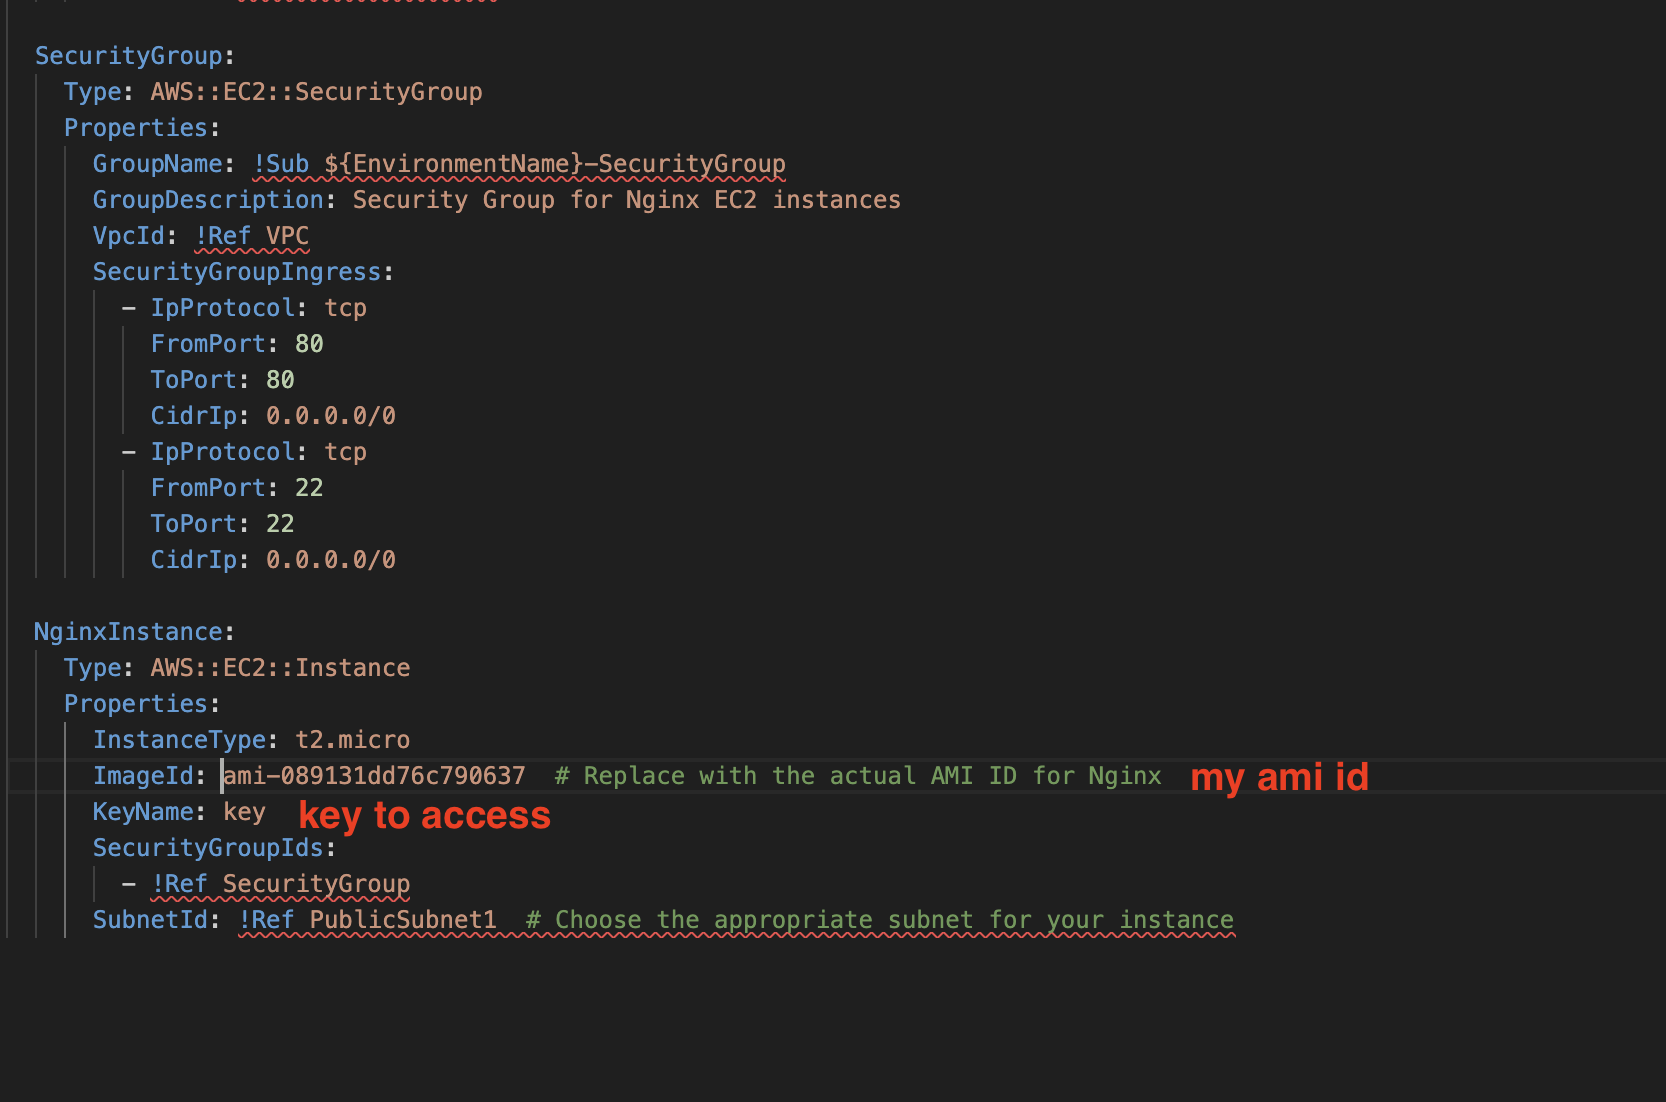 SecurityGroup:
Type: AWS::EC2::SecurityGroup
Properties:
GroupName: !Sub ${EnvironmentName}-SecurityGroup
GroupDescription: Security Group for Nginx EC2 instances
VpcId: !Ref VPC
SecurityGroupIngress:
- IpProtocol: tcp
FromPort: 80
ToPort: 80
CidrIp: 0.0.0.0/0
- IpProtocol: tcp
FromPort: 22
ToPort: 22
CidrIp: 0.0.0.0/0
NginxInstance:
Type: AWS::EC2::Instance
Properties:
InstanceType: t2.micro
ImageId: ami-089131dd76c790637 # Replace with the actual AMI ID for Nginx my ami id
KeyName: key key to access
SecurityGroupIds:
- !Ref SecurityGroup
SubnetId: !Ref PublicSubnet1 # Choose the appropriate subnet for your instance